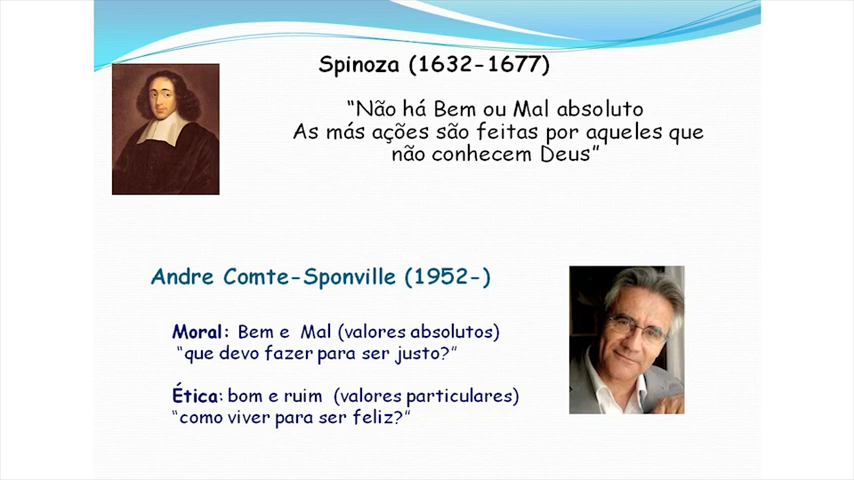 Spinoza (1632-1677)
“Não há Bem ou Mal absoluto
As más ações são feitas por aqueles que
não conhecem Deus”
Andre Comte-Sponville (1952-)
Moral: Bem e Mal (valores absolutos)
“que devo fazer para ser justo?”
Ética: bom e ruim (valores particulares)
“como viver para ser feliz?”